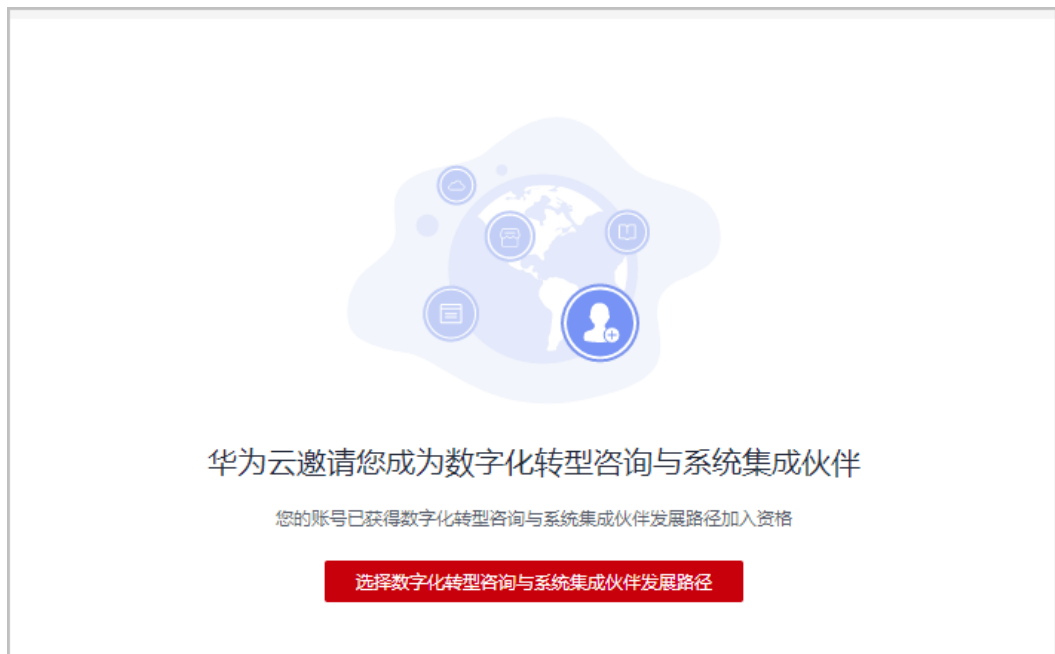 华为云邀请您成为数字化转型咨询与系统集成伙伴
您的账号已获得数字化转型咨询与系统集成伙伴发展路径加入资格
选择数字化转型咨询与系统集成伙伴发展路径